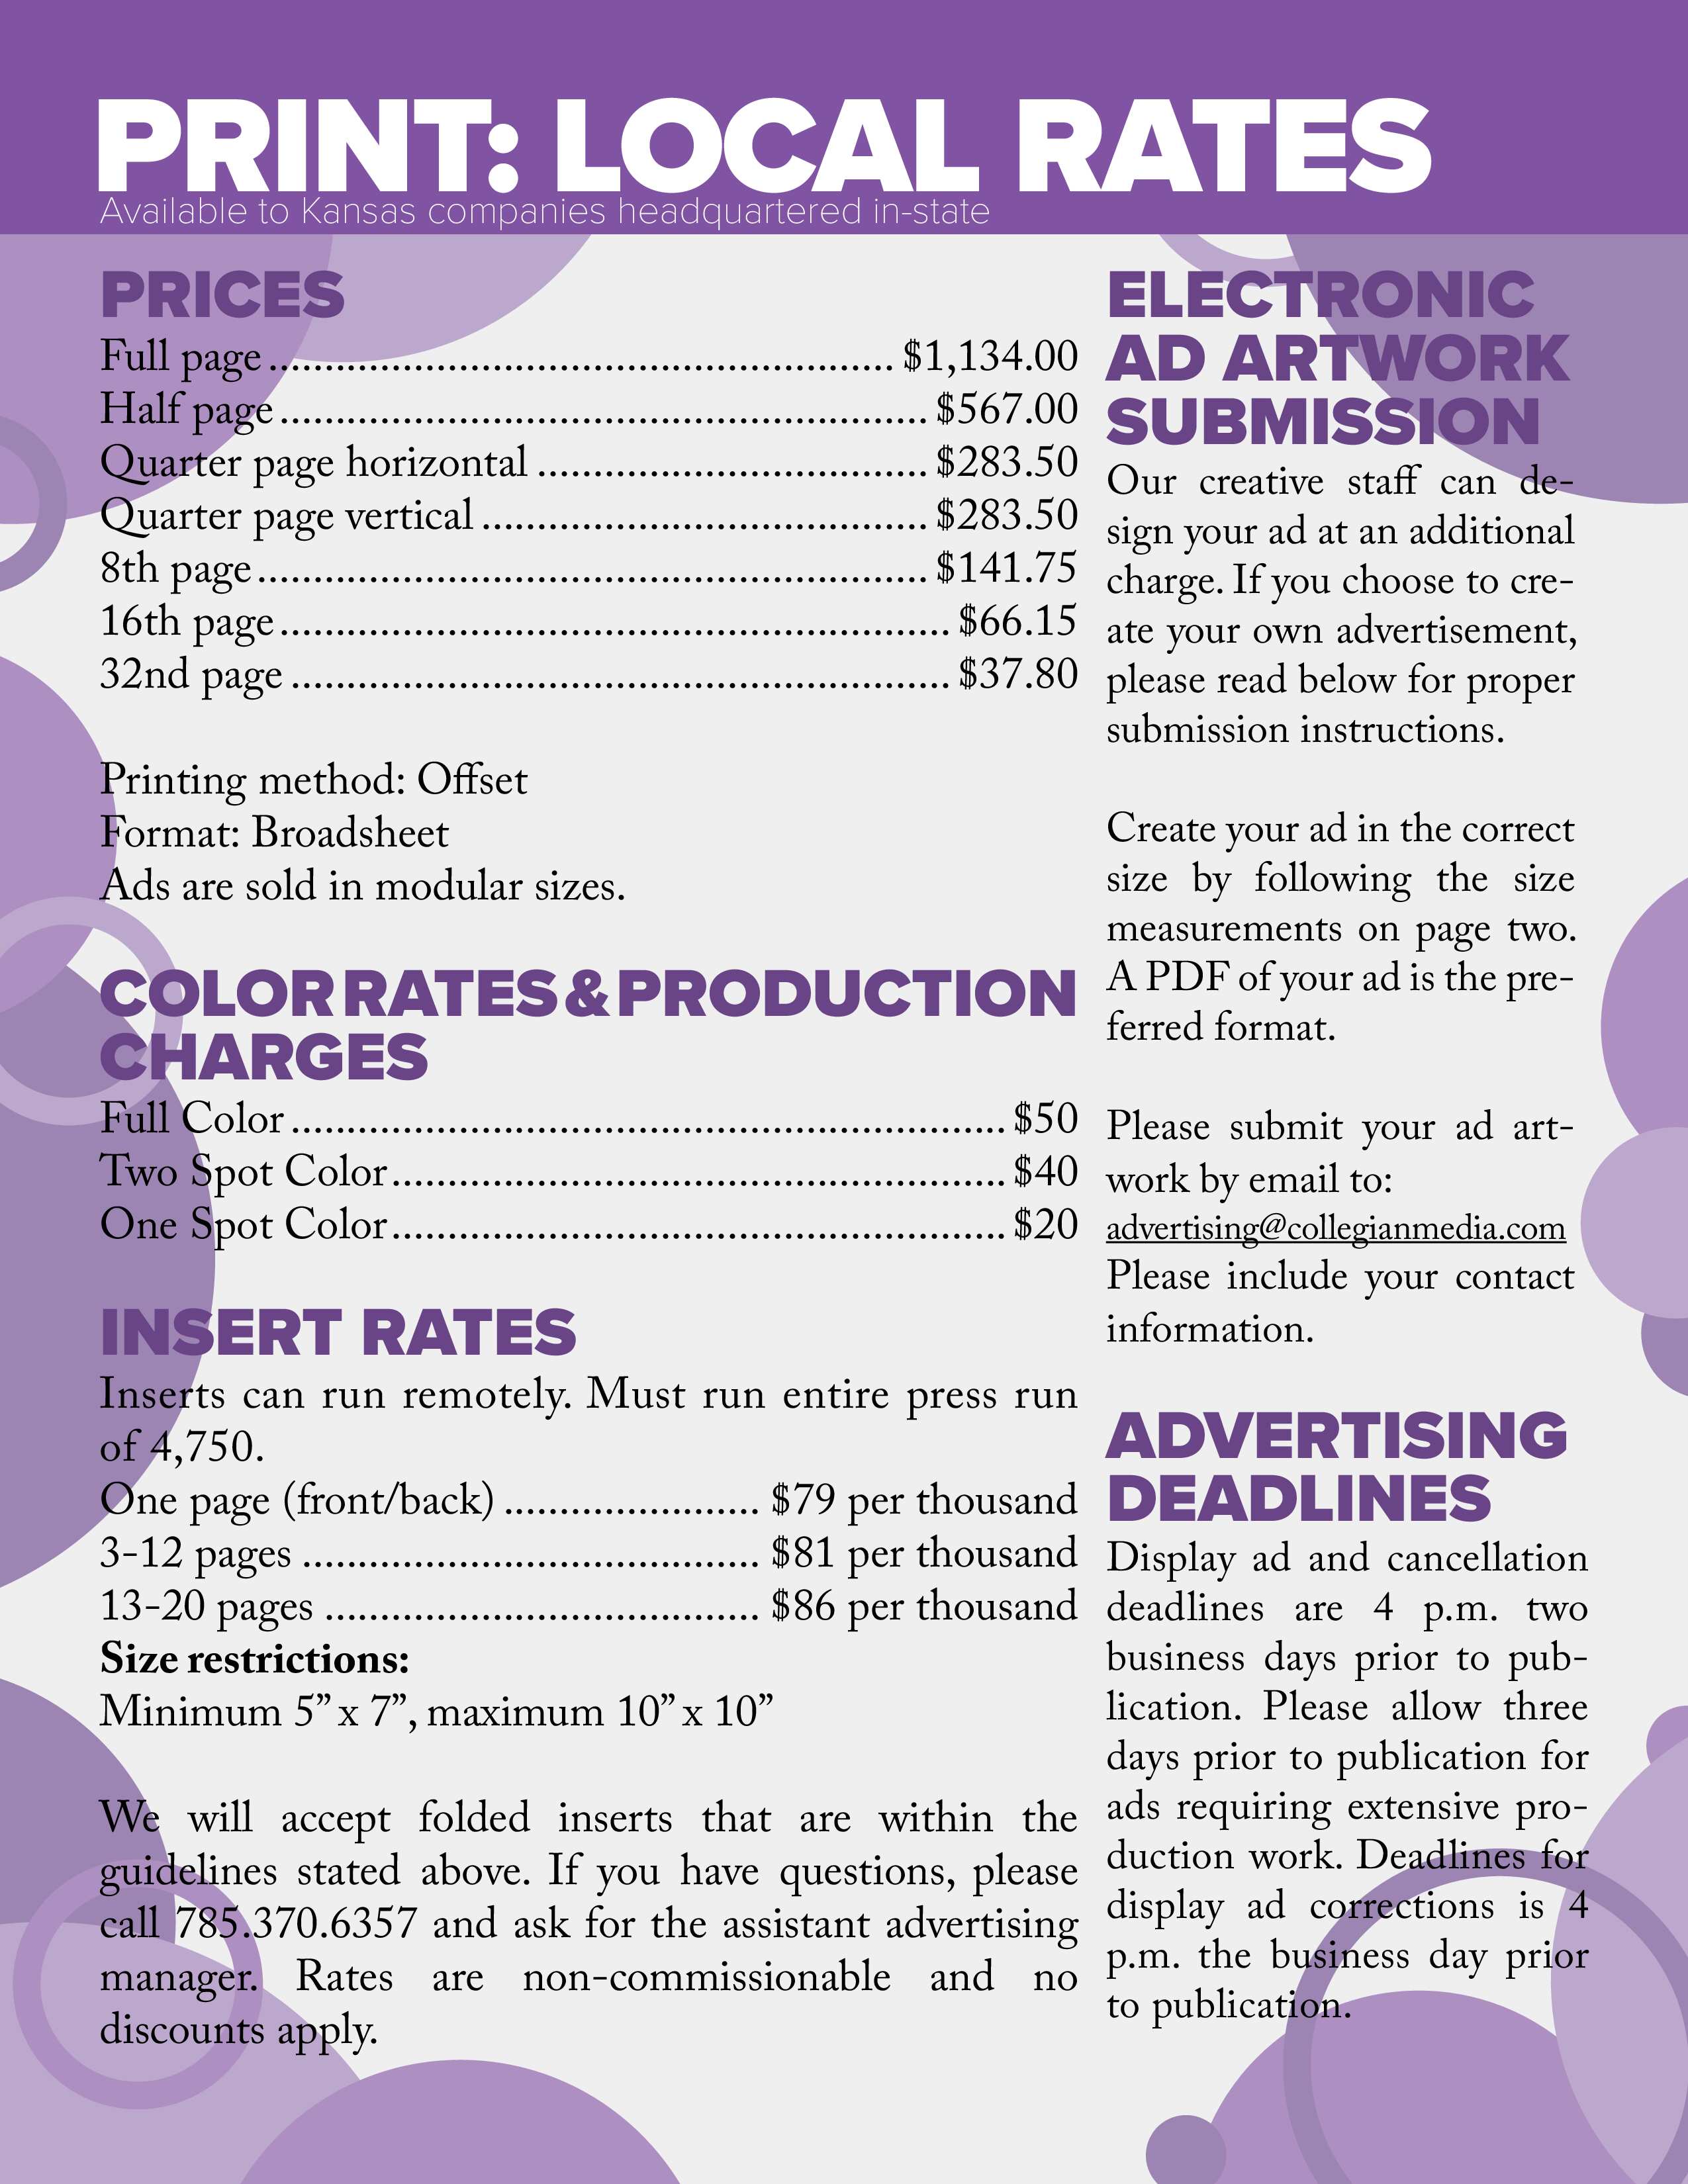 PRINT: LOCAL RATES
Available to Kansas companies headquartered in-state
PRICES
Full page.......................................................... $1,134.00
Half page.......................................................... $567.00
Quarter page horizontal ................................... $283.50
Quarter page vertical ........................................ $283.50
8th page............................................................ $141.75
16th page............................................................ $66.15
32nd page ........................................................... $37.80
Printing method: Offset
Format: Broadsheet
Ads are sold in modular sizes.
COLOR RATES & PRODUCTION
CHARGES
Full Color ................................................................ $50
Two Spot Color....................................................... $40
One Spot Color....................................................... $20
INSERT RATES
Inserts can run remotely. Must run entire press run
of 4,750.
One page (front/back) ....................... $79 per thousand
3-12 pages ......................................... $81 per thousand
13-20 pages ....................................... $86 per thousand
Size restrictions:
Minimum 5” x 7”, maximum 10” x 10”
We will accept folded inserts that are within the
guidelines stated above. If you have questions, please
call 785.370.6357 and ask for the assistant advertising
manager. Rates are non-commissionable and no
discounts apply.
ELECTRONIC
AD ARTWORK
SUBMISSION
Our creative staff can de-
sign your ad at an additional
charge. If you choose to cre-
ate your own advertisement,
please read below for proper
submission instructions.
Create your ad in the correct
size by following the size
measurements on page two.
A PDF of your ad is the pre-
ferred format.
Please submit your ad art-
work by email to:
advertising@collegianmedia.com
Please include your contact
information.
ADVERTISING
DEADLINES
Display ad and cancellation
deadlines are 4 p.m. two
business days prior to pub-
lication. Please allow three
days prior to publication for
ads requiring extensive pro-
duction work. Deadlines for
display ad corrections is 4
p.m. the business day prior
to publication.